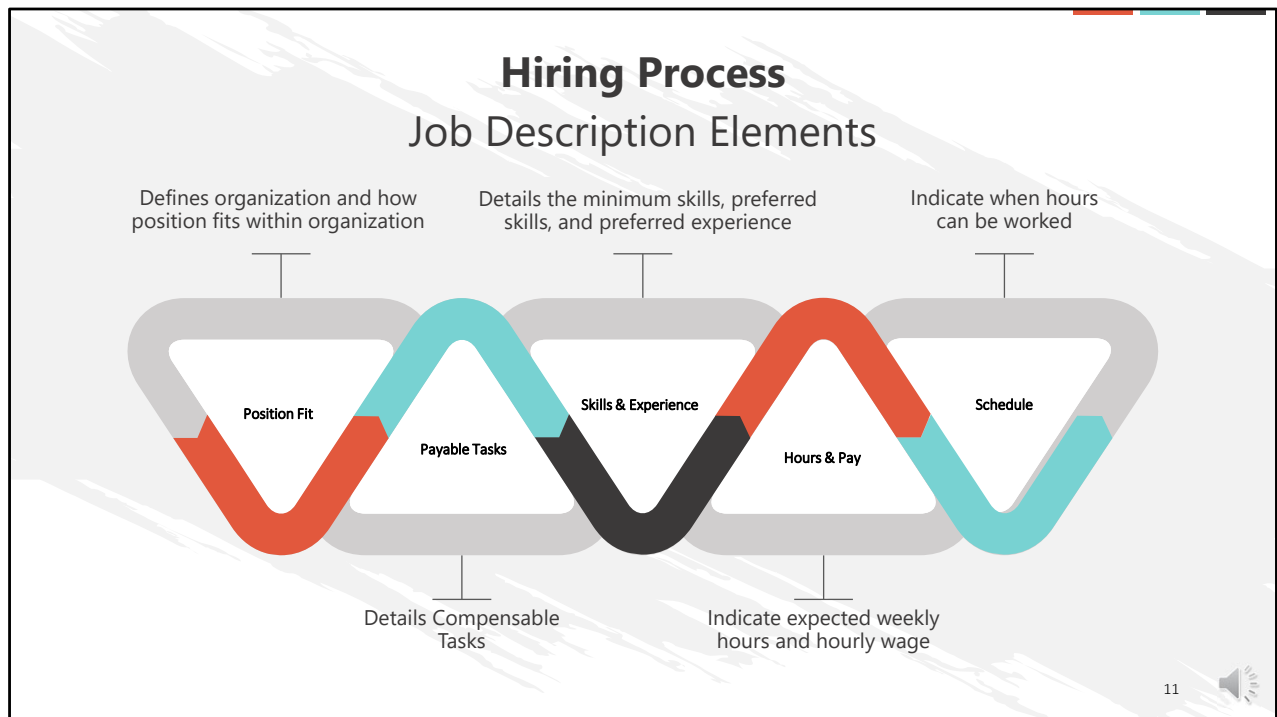 Hiring Process
Job Description Elements
Defines organization and how
position fits within organization
Details the minimum skills, preferred
skills, and preferred experience
Indicate when hours
can be worked
Position Fit
Payable Tasks
Skills & Experience
Hours & Pay
Schedule
Details Compensable
Tasks
Indicate expected weekly
hours and hourly wage
11